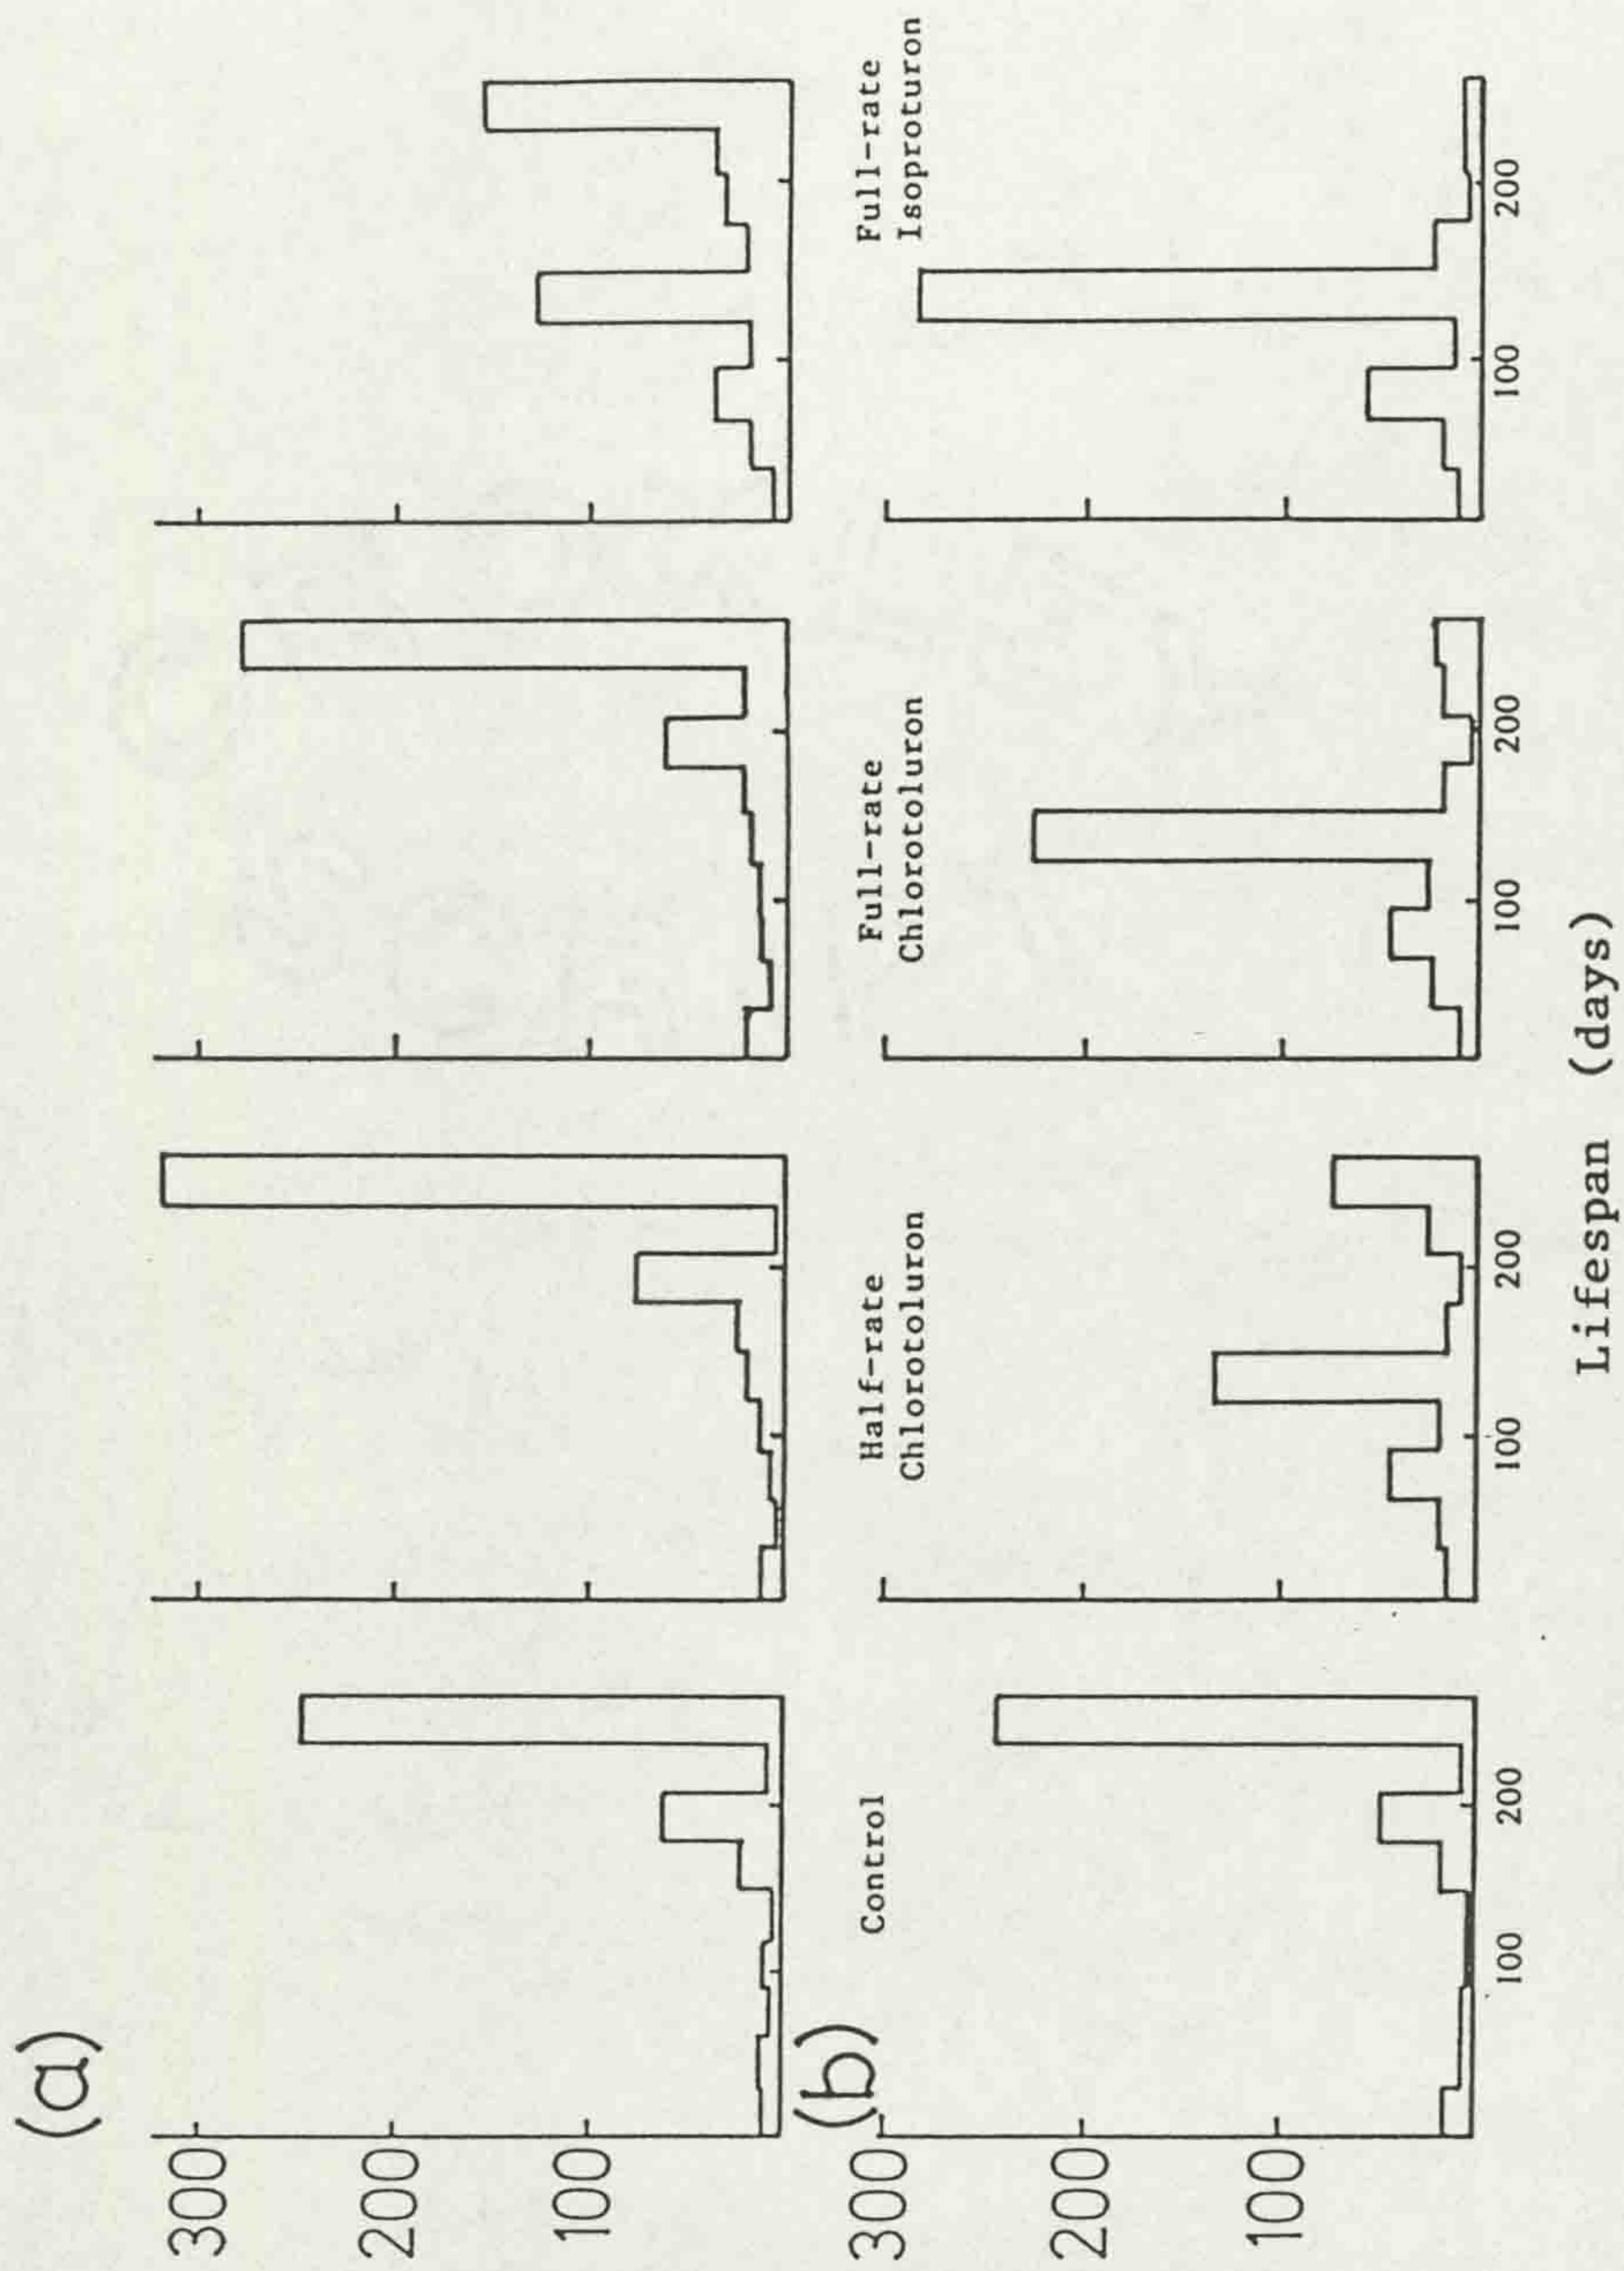 (a)
300
200
100
(b)
Control
Half-rate
Chlorotoluron
Full-rate
Chlorotoluron
Full-rate
Isoproturon
300
200
100
100
200
100
200
100
200
100
200
Lifespan (days)